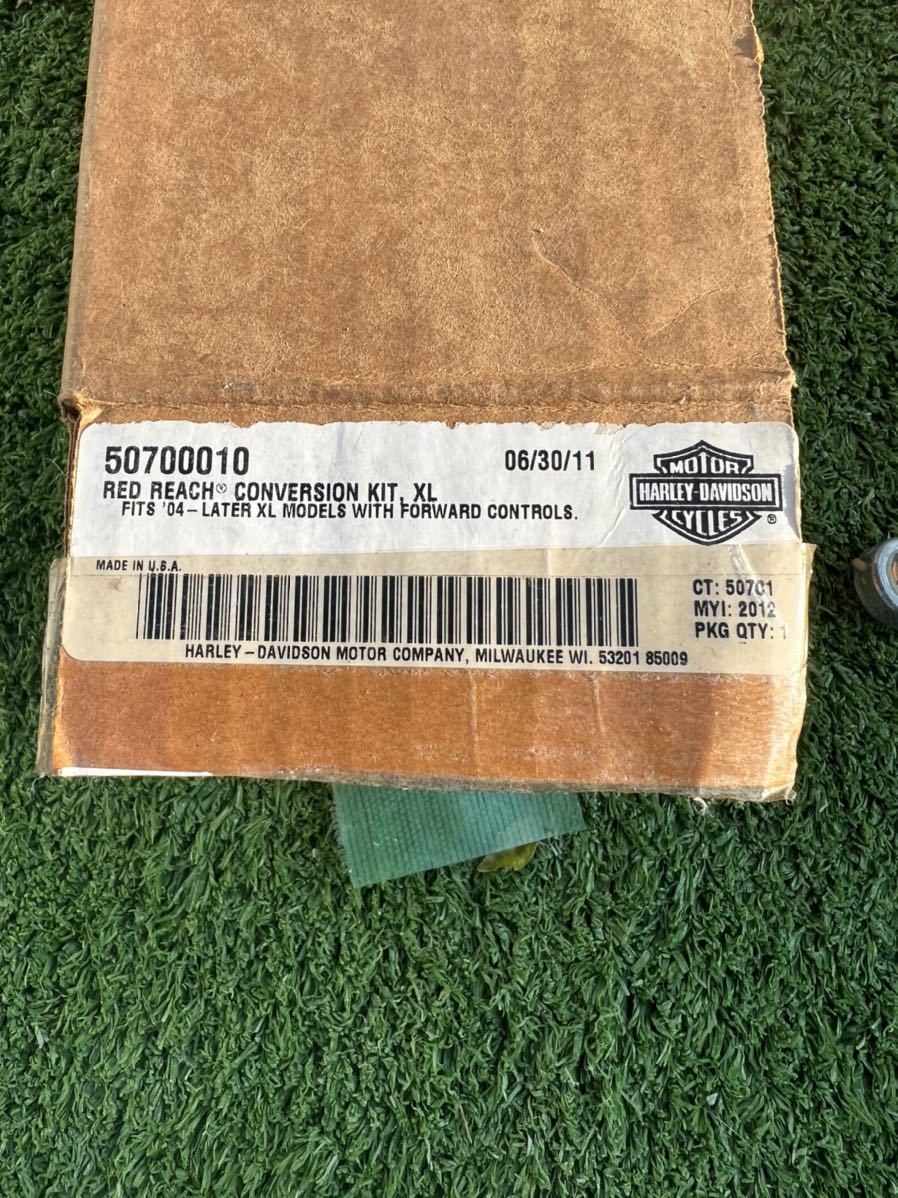 50700010 06/30/11
RED REACH® CONVERSION KIT, XL
FITS '04-LATER XL MODELS WITH FORWARD CONTROLS.
MOTOR
HARLEY-DAVIDSON
CYCLES ®
MADE IN U.S.A.
CT: 50701
MYI: 2012
PKG QTY: 1
HARLEY-DAVIDSON MOTOR COMPANY, MILWAUKEE WI. 53201 85009